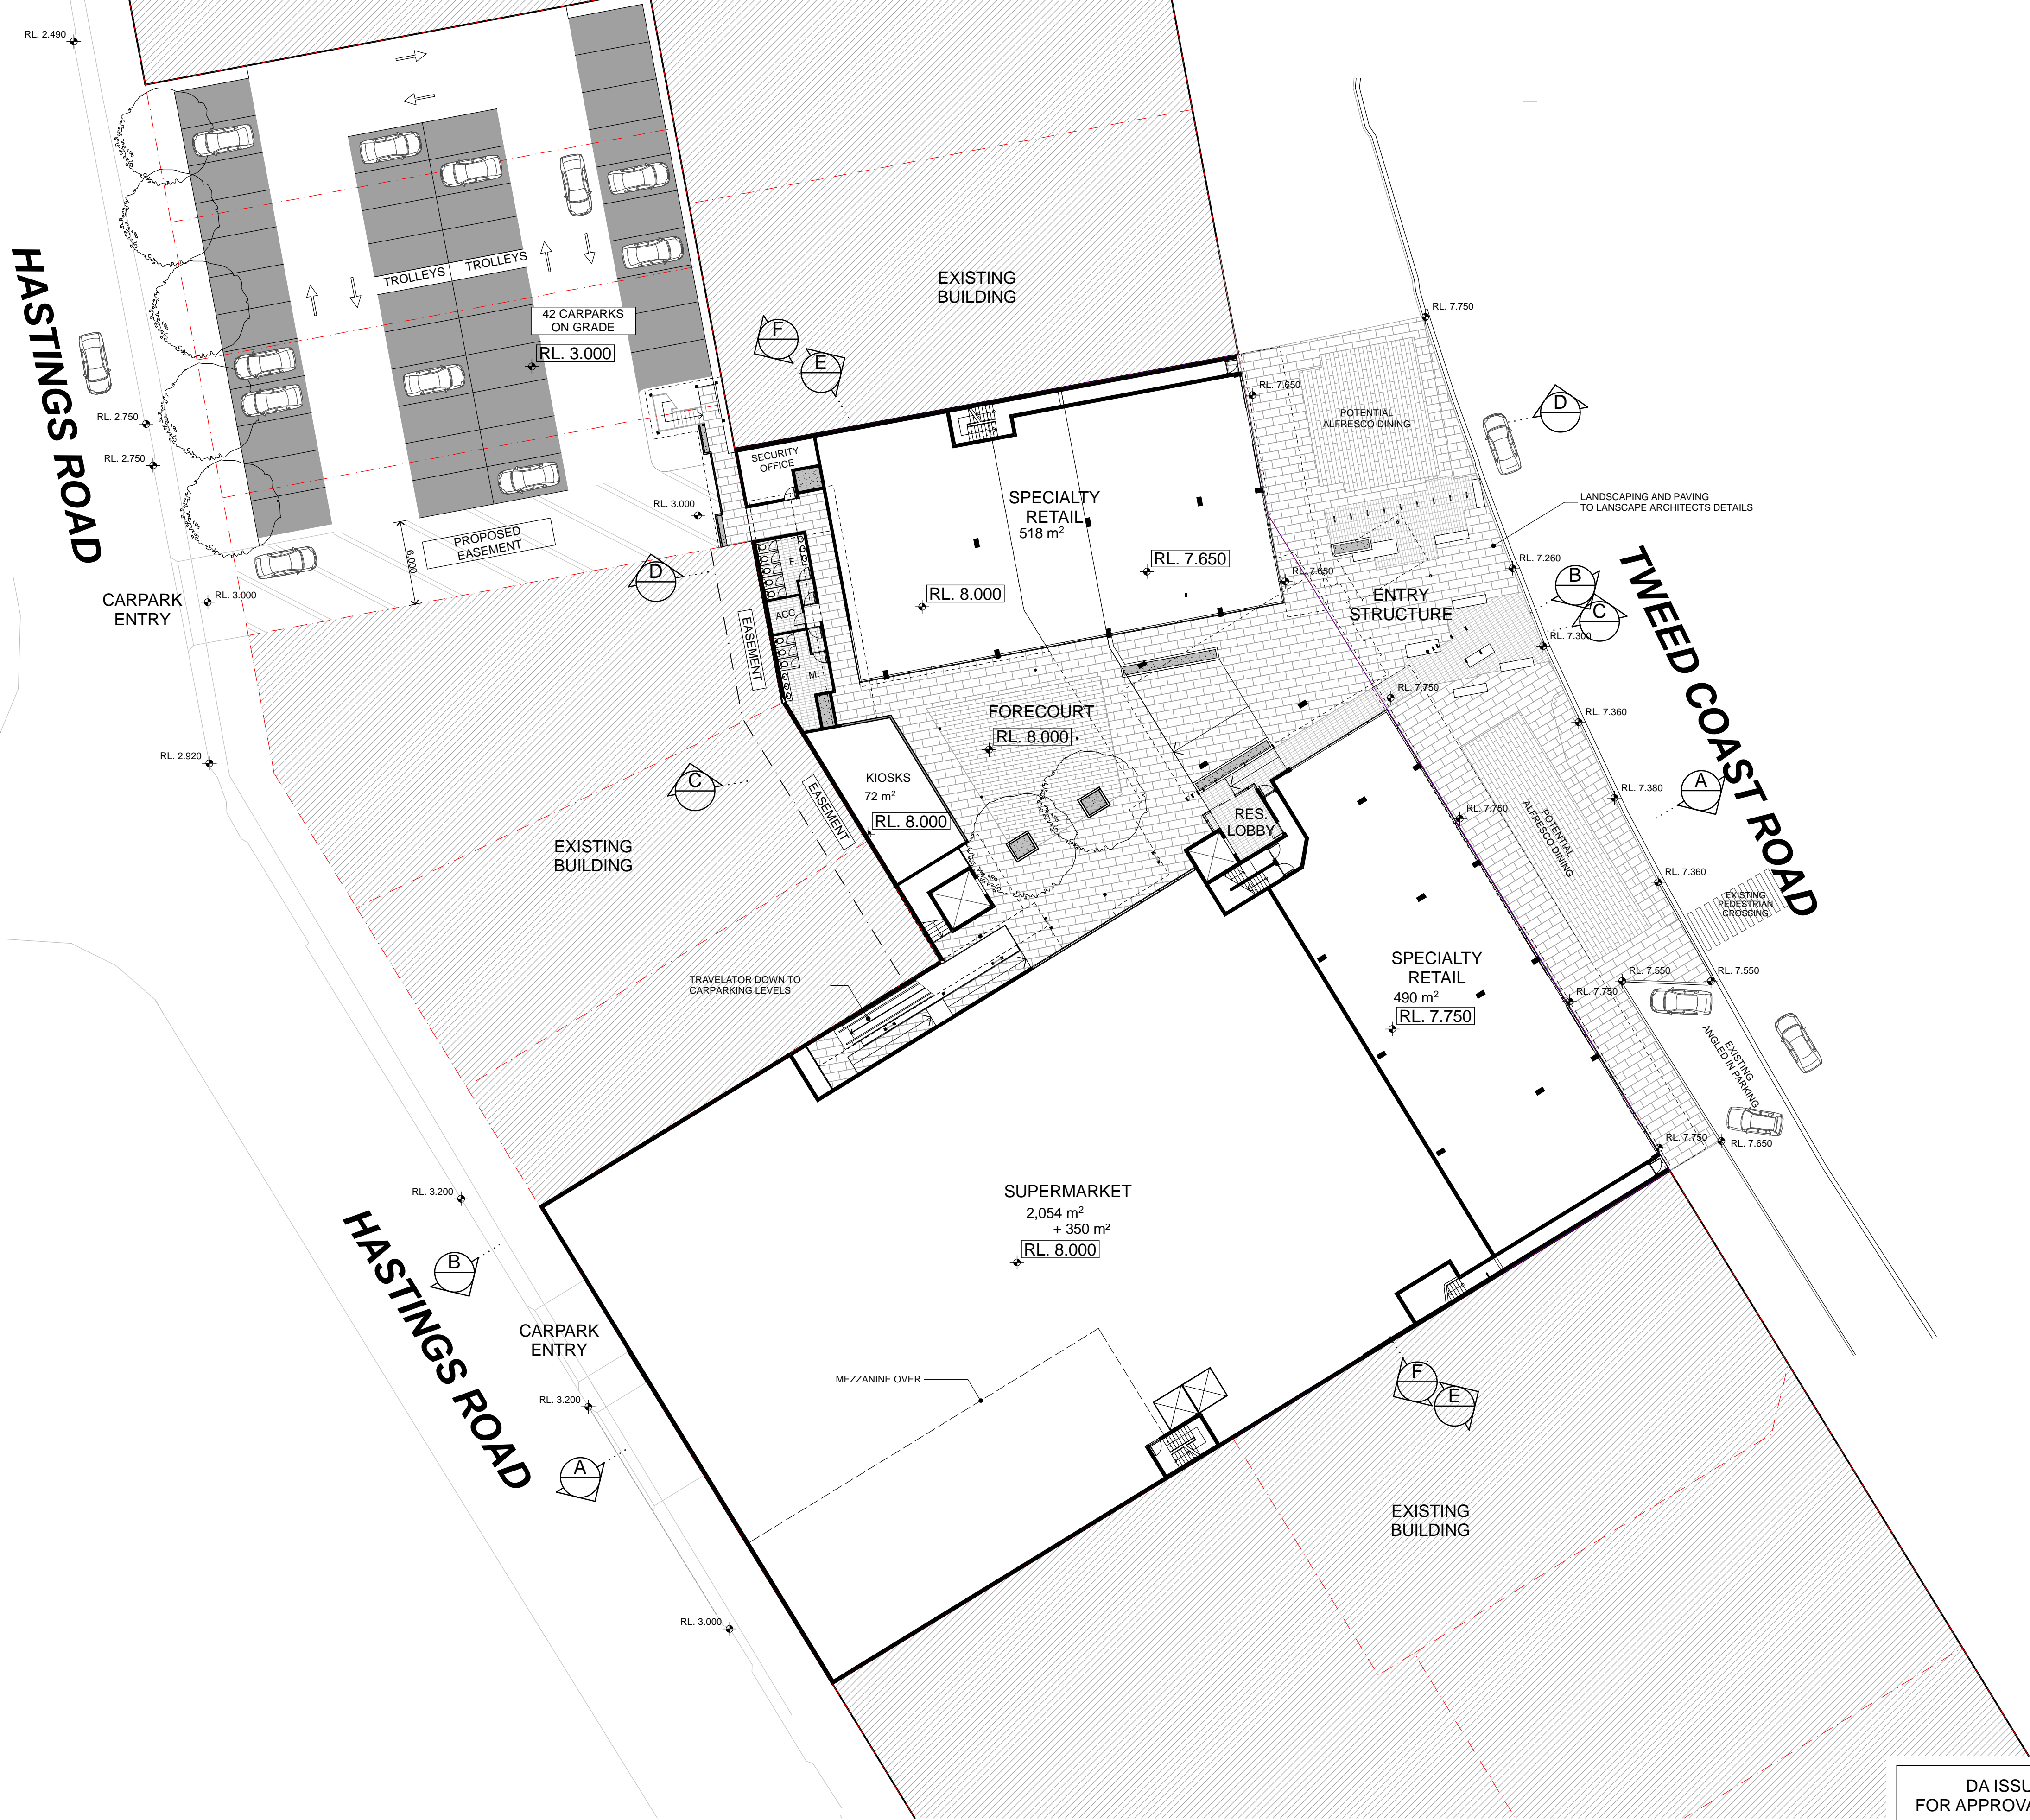 RL. 2.490
HASTINGS ROAD
TROLLEYS
TROLLEYS
42 CARPARKS
ON GRADE
RL. 3.000
EXISTING
BUILDING
F
E
RL. 7.750
RL. 7.650
D
POTENTIAL
ALFRESCO DINING
RL. 2.750
RL. 2.750
SECURITY
OFFICE
RL. 3.000
SPECIALTY
RETAIL
518 m²
LANDSCAPING AND PAVING
TO LANSCAPE ARCHITECTS DETAILS
PROPOSED
EASEMENT
6,000
RL. 7.650
RL. 8.000
RL. 7.650
RL. 7.260
B
C
RL. 7.300
TWEED COAST ROAD
D
F.
ACC.
M.
EASEMENT
CARPARK
ENTRY
RL. 3.000
ENTRY
STRUCTURE
RL. 7.750
FORECOURT
RL. 8.000
RL. 7.360
RL. 2.920
C
EASEMENT
KIOSKS
72 m²
RL. 8.000
RES.
LOBBY
RL. 7.380
A
RL. 7.750
POTENTIAL
ALFRESCO DINING
EXISTING
BUILDING
RL. 7.360
EXISTING
PEDESTRIAN
CROSSING
TRAVELATOR DOWN TO
CARPARKING LEVELS
SPECIALTY
RETAIL
490 m²
RL. 7.750
RL. 7.550
RL. 7.550
RL. 7.750
EXISTING
ANGLED IN PARKING
RL. 7.750
RL. 7.650
RL. 3.200
SUPERMARKET
2,054 m²
+ 350 m²
RL. 8.000
HASTINGS ROAD
B
CARPARK
ENTRY
MEZZANINE OVER
F
E
RL. 3.200
A
EXISTING
BUILDING
RL. 3.000
DA ISSU
FOR APPROVA